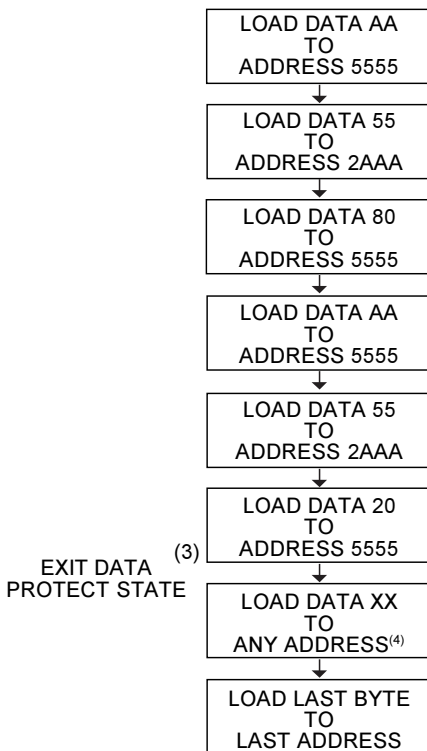 LOAD DATA AA
TO
ADDRESS 5555
LOAD DATA 55
TO
ADDRESS 2AAA
LOAD DATA 80
TO
ADDRESS 5555
LOAD DATA AA
TO
ADDRESS 5555
LOAD DATA 55
TO
ADDRESS 2AAA
LOAD DATA 20
TO
ADDRESS 5555
EXIT DATA (3)
PROTECT STATE
LOAD DATA XX
TO
ANY ADDRESS(4)
LOAD LAST BYTE
TO
LAST ADDRESS